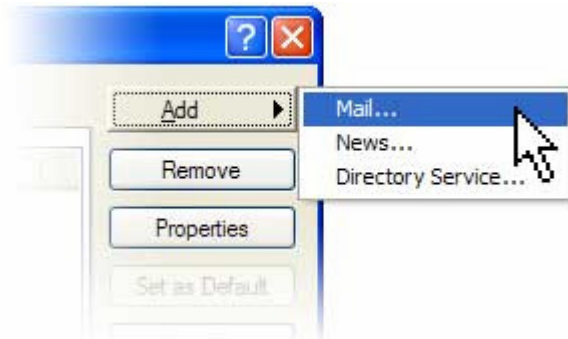 Add
Mail...
News...
Directory Service...
Remove
Properties
Set as Default